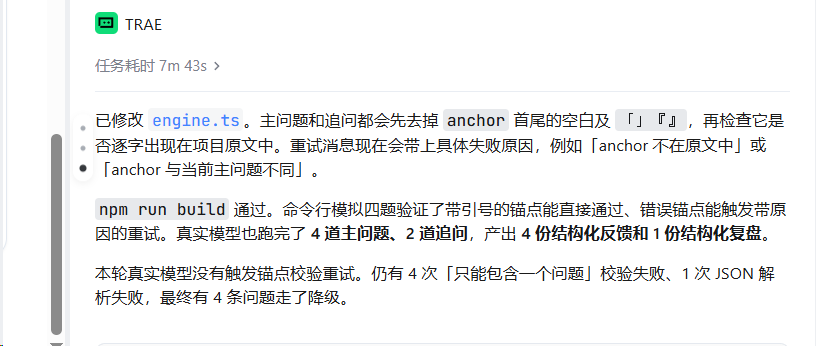 TRAE
任务耗时 7m 43s
已修改 engine.ts。主问题和追问都会先去掉 anchor 首尾的空白及 「」『』，再检查它是
否逐字出现在项目原文中。重试消息现在会带上具体失败原因，例如「anchor 不在原文中」或
「anchor 与当前主问题不同」。
npm run build 通过。命令行模拟四题验证了带引号的锚点能直接通过、错误锚点能触发带原
因的重试。真实模型也跑完了 4 道主问题、2 道追问，产出 4 份结构化反馈和 1 份结构化复盘。
本轮真实模型没有触发锚点校验重试。仍有 4 次「只能包含一个问题」校验失败、1 次 JSON 解
析失败，最终有 4 条问题走了降级。